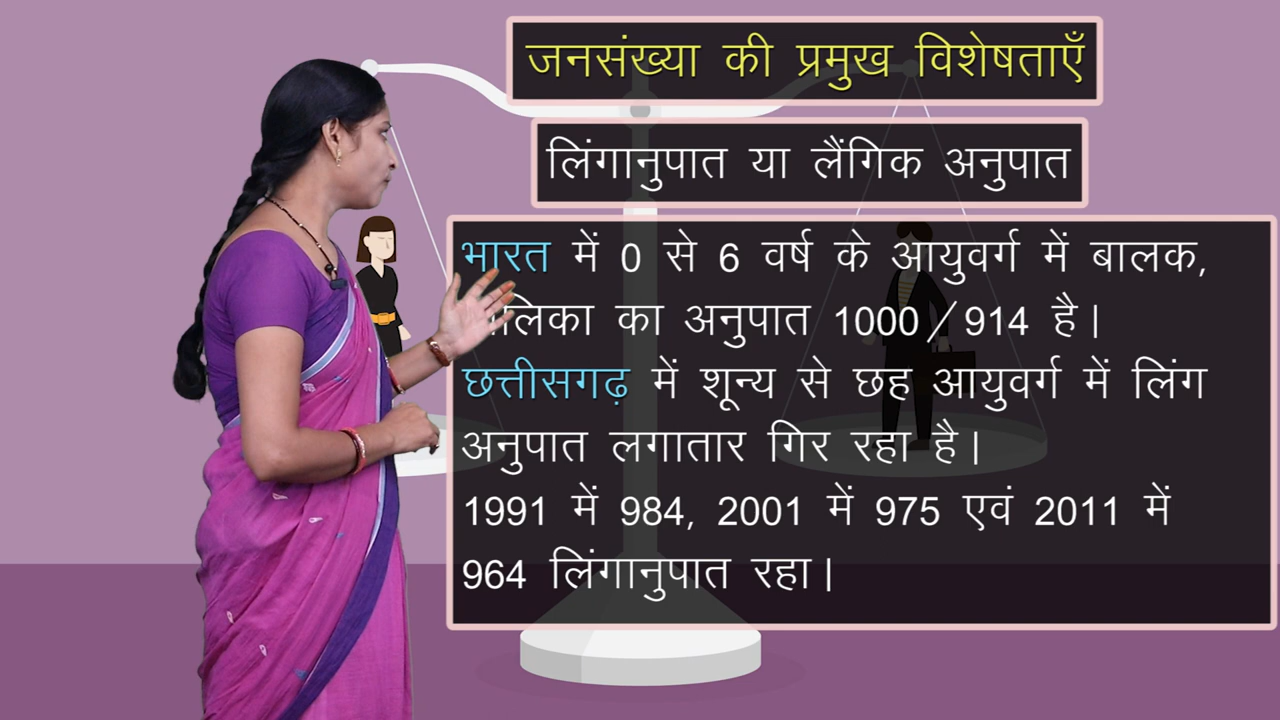 जनसंख्या की प्रमुख विशेषताएँ
लिंगानुपात या लैंगिक अनुपात
भारत में 0 से 6 वर्ष के आयुवर्ग में बालक,
बालिका का अनुपात 1000/914 है।
छत्तीसगढ़ में शून्य से छह आयुवर्ग में लिंग
अनुपात लगातार गिर रहा है।
1991 में 984, 2001 में 975 एवं 2011 में
964 लिंगानुपात रहा।